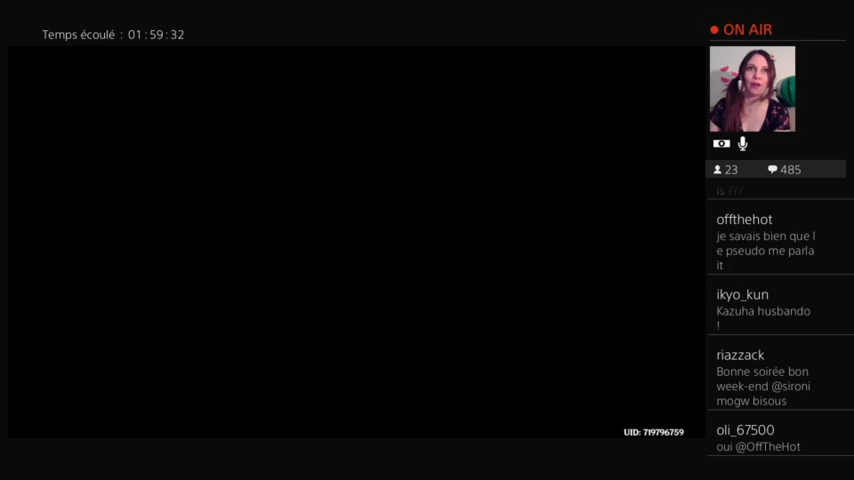 Temps écoulé : 01:59:32
ON AIR
23 485
is ???
offthehot
je savais bien que l
e pseudo me parla
it
ikyo_kun
Kazuha husbando
!
riazzack
Bonne soirée bon
week-end @sironi
mogw bisous
oli_67500
oui @OffTheHot
UID: 719796759